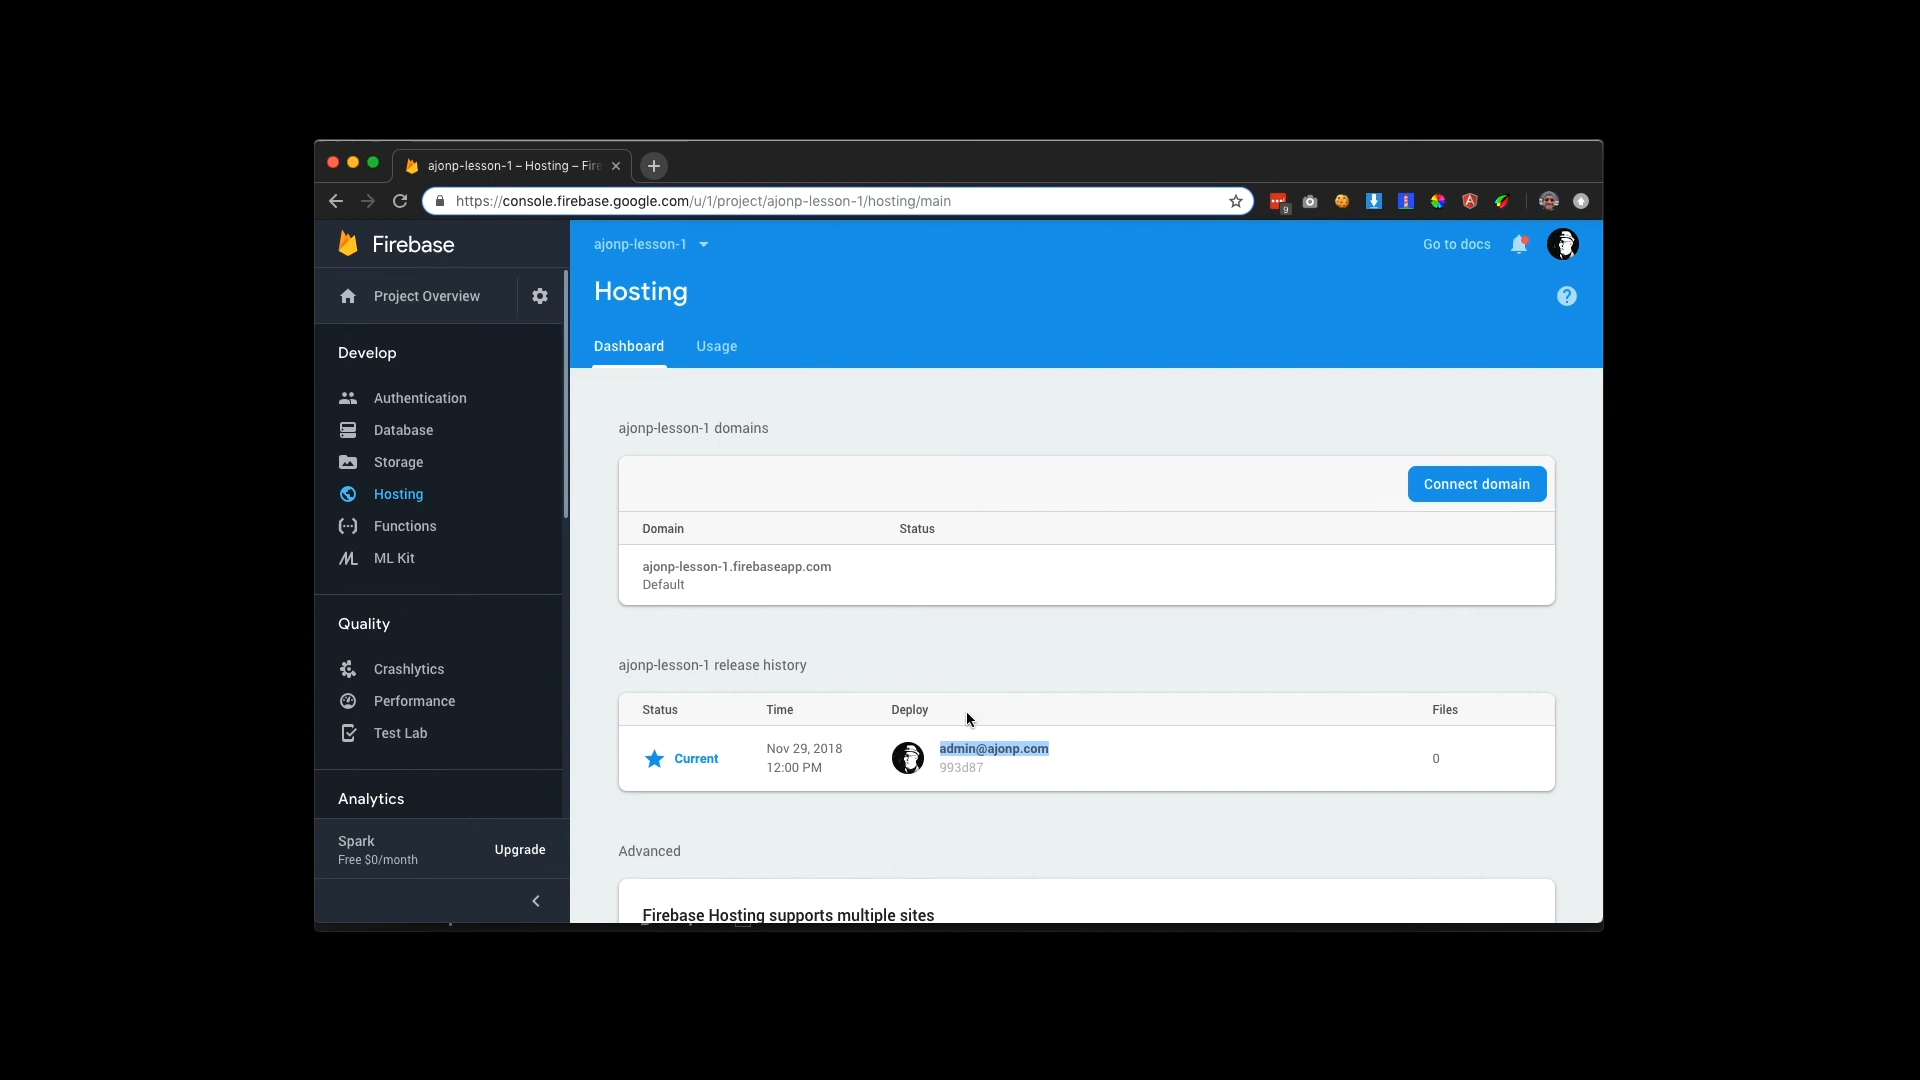 ajonp-lesson-1 – Hosting – Fire
https://console.firebase.google.com/u/1/project/ajonp-lesson-1/hosting/main
9
Firebase
ajonp-lesson-1
Go to docs
Project Overview
Hosting
Dashboard
Usage
Develop
Authentication
Database
Storage
Hosting
Functions
ML Kit
Quality
Crashlytics
Performance
Test Lab
Analytics
Spark
Free $0/month
Upgrade
ajonp-lesson-1 domains
Connect domain
Domain
Status
ajonp-lesson-1.firebaseapp.com
Default
ajonp-lesson-1 release history
Status
Time
Deploy
Files
Current
Nov 29, 2018
12:00 PM
admin@ajonp.com
993d87
0
Advanced
Firebase Hosting supports multiple sites